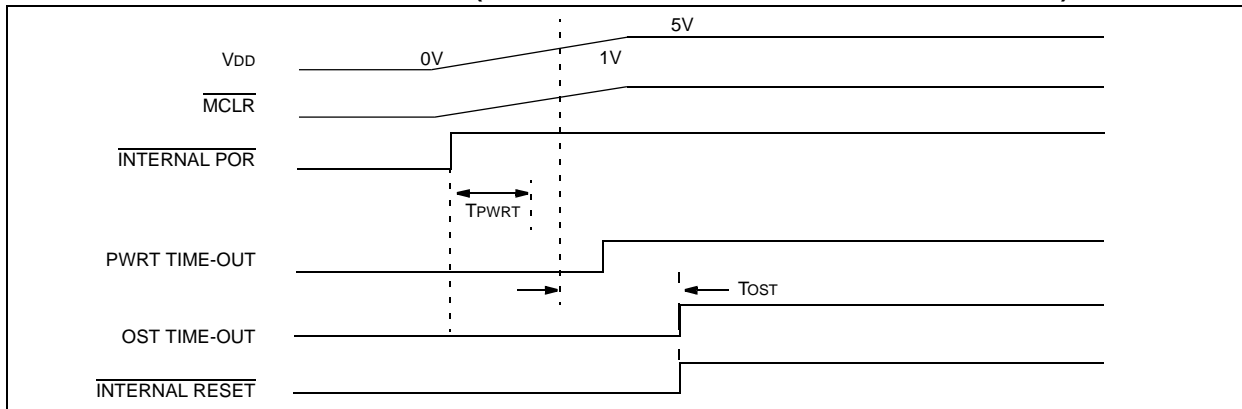 5V
VDD 0V 1V
MCLR
INTERNAL POR
TPWRT
PWRT TIME-OUT
TOST
OST TIME-OUT
INTERNAL RESET